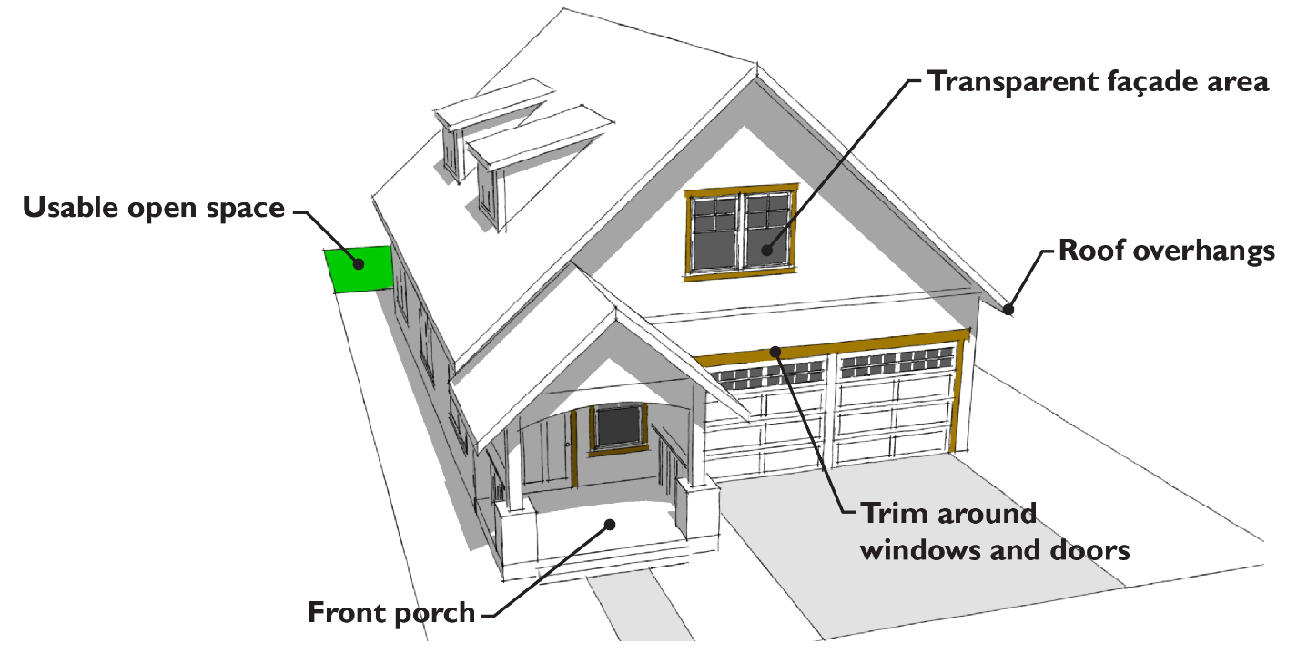 Transparent façade area
Usable open space
Roof overhangs
Trim around
windows and doors
Front porch